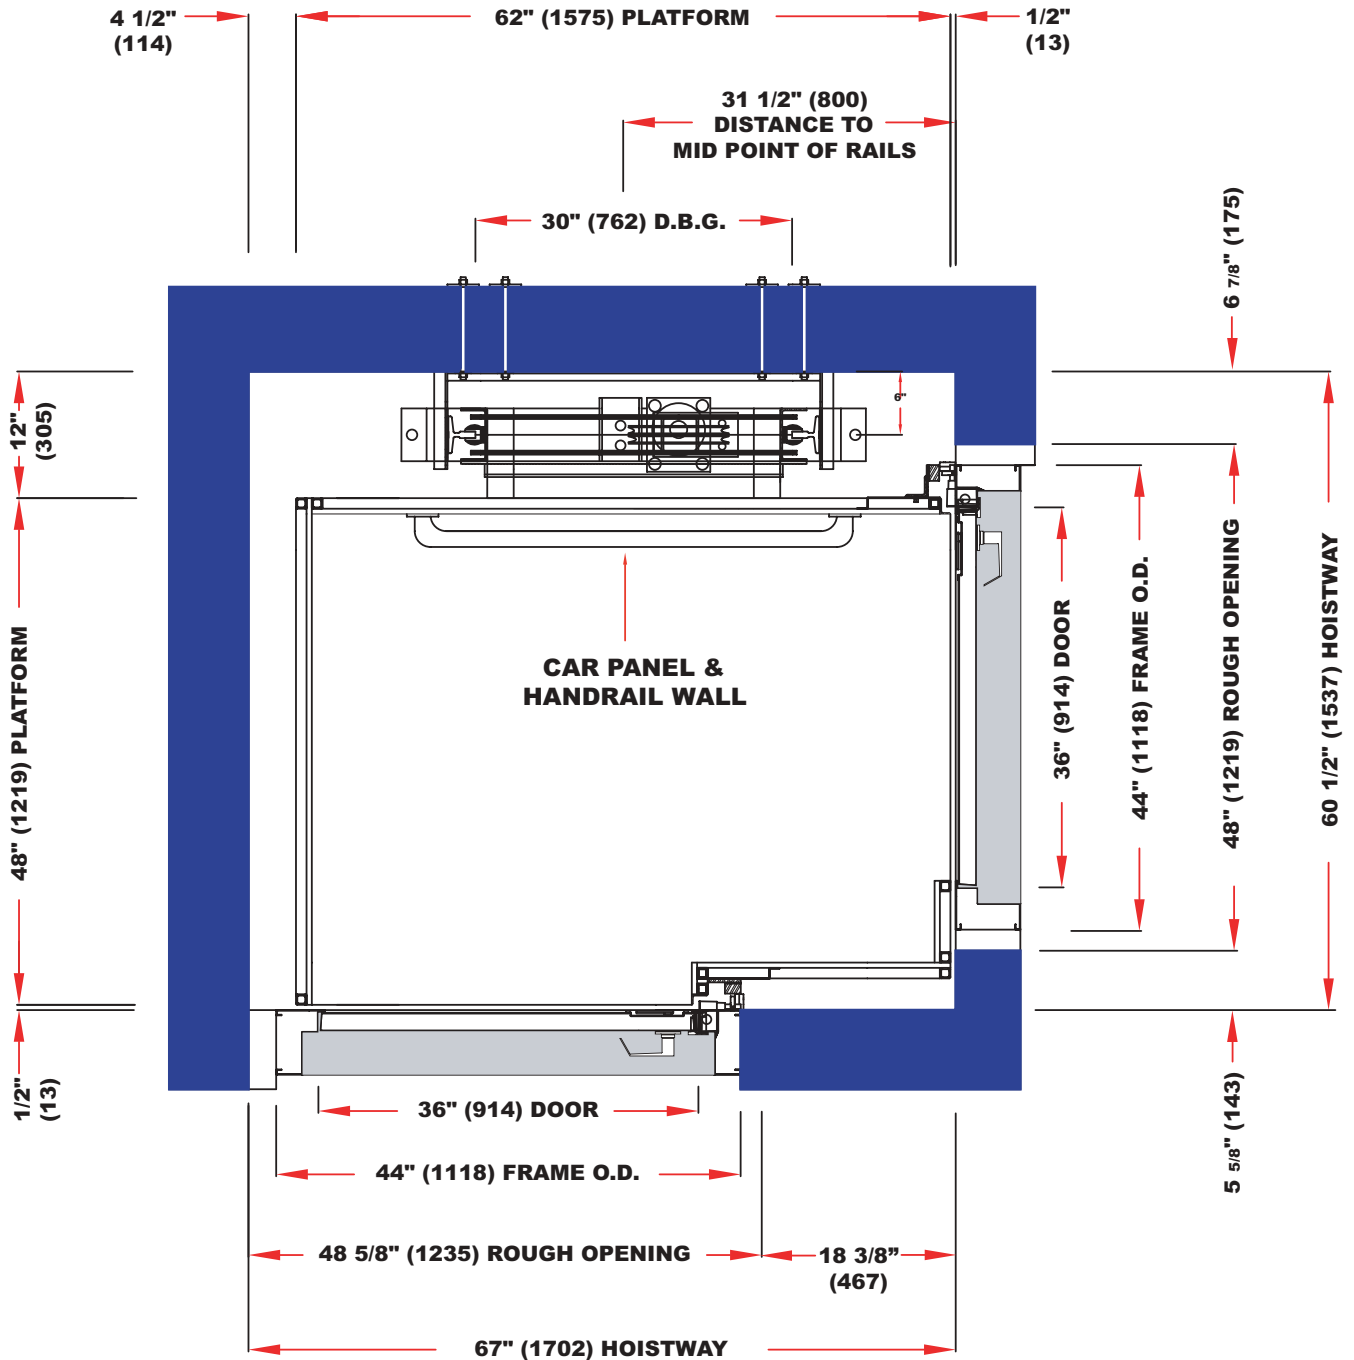 4 1/2"
(114)
62" (1575) PLATFORM
1/2"
(13)
31 1/2" (800)
DISTANCE TO
MID POINT OF RAILS
30" (762) D.B.G.
6 7/8" (175)
12"
(305)
6"
48" (1219) PLATFORM
CAR PANEL &
HANDRAIL WALL
36" (914) DOOR
44" (1118) FRAME O.D.
48" (1219) ROUGH OPENING
60 1/2" (1537) HOISTWAY
1/2"
(13)
5 5/8" (143)
36" (914) DOOR
44" (1118) FRAME O.D.
48 5/8" (1235) ROUGH OPENING
18 3/8”
(467)
67" (1702) HOISTWAY